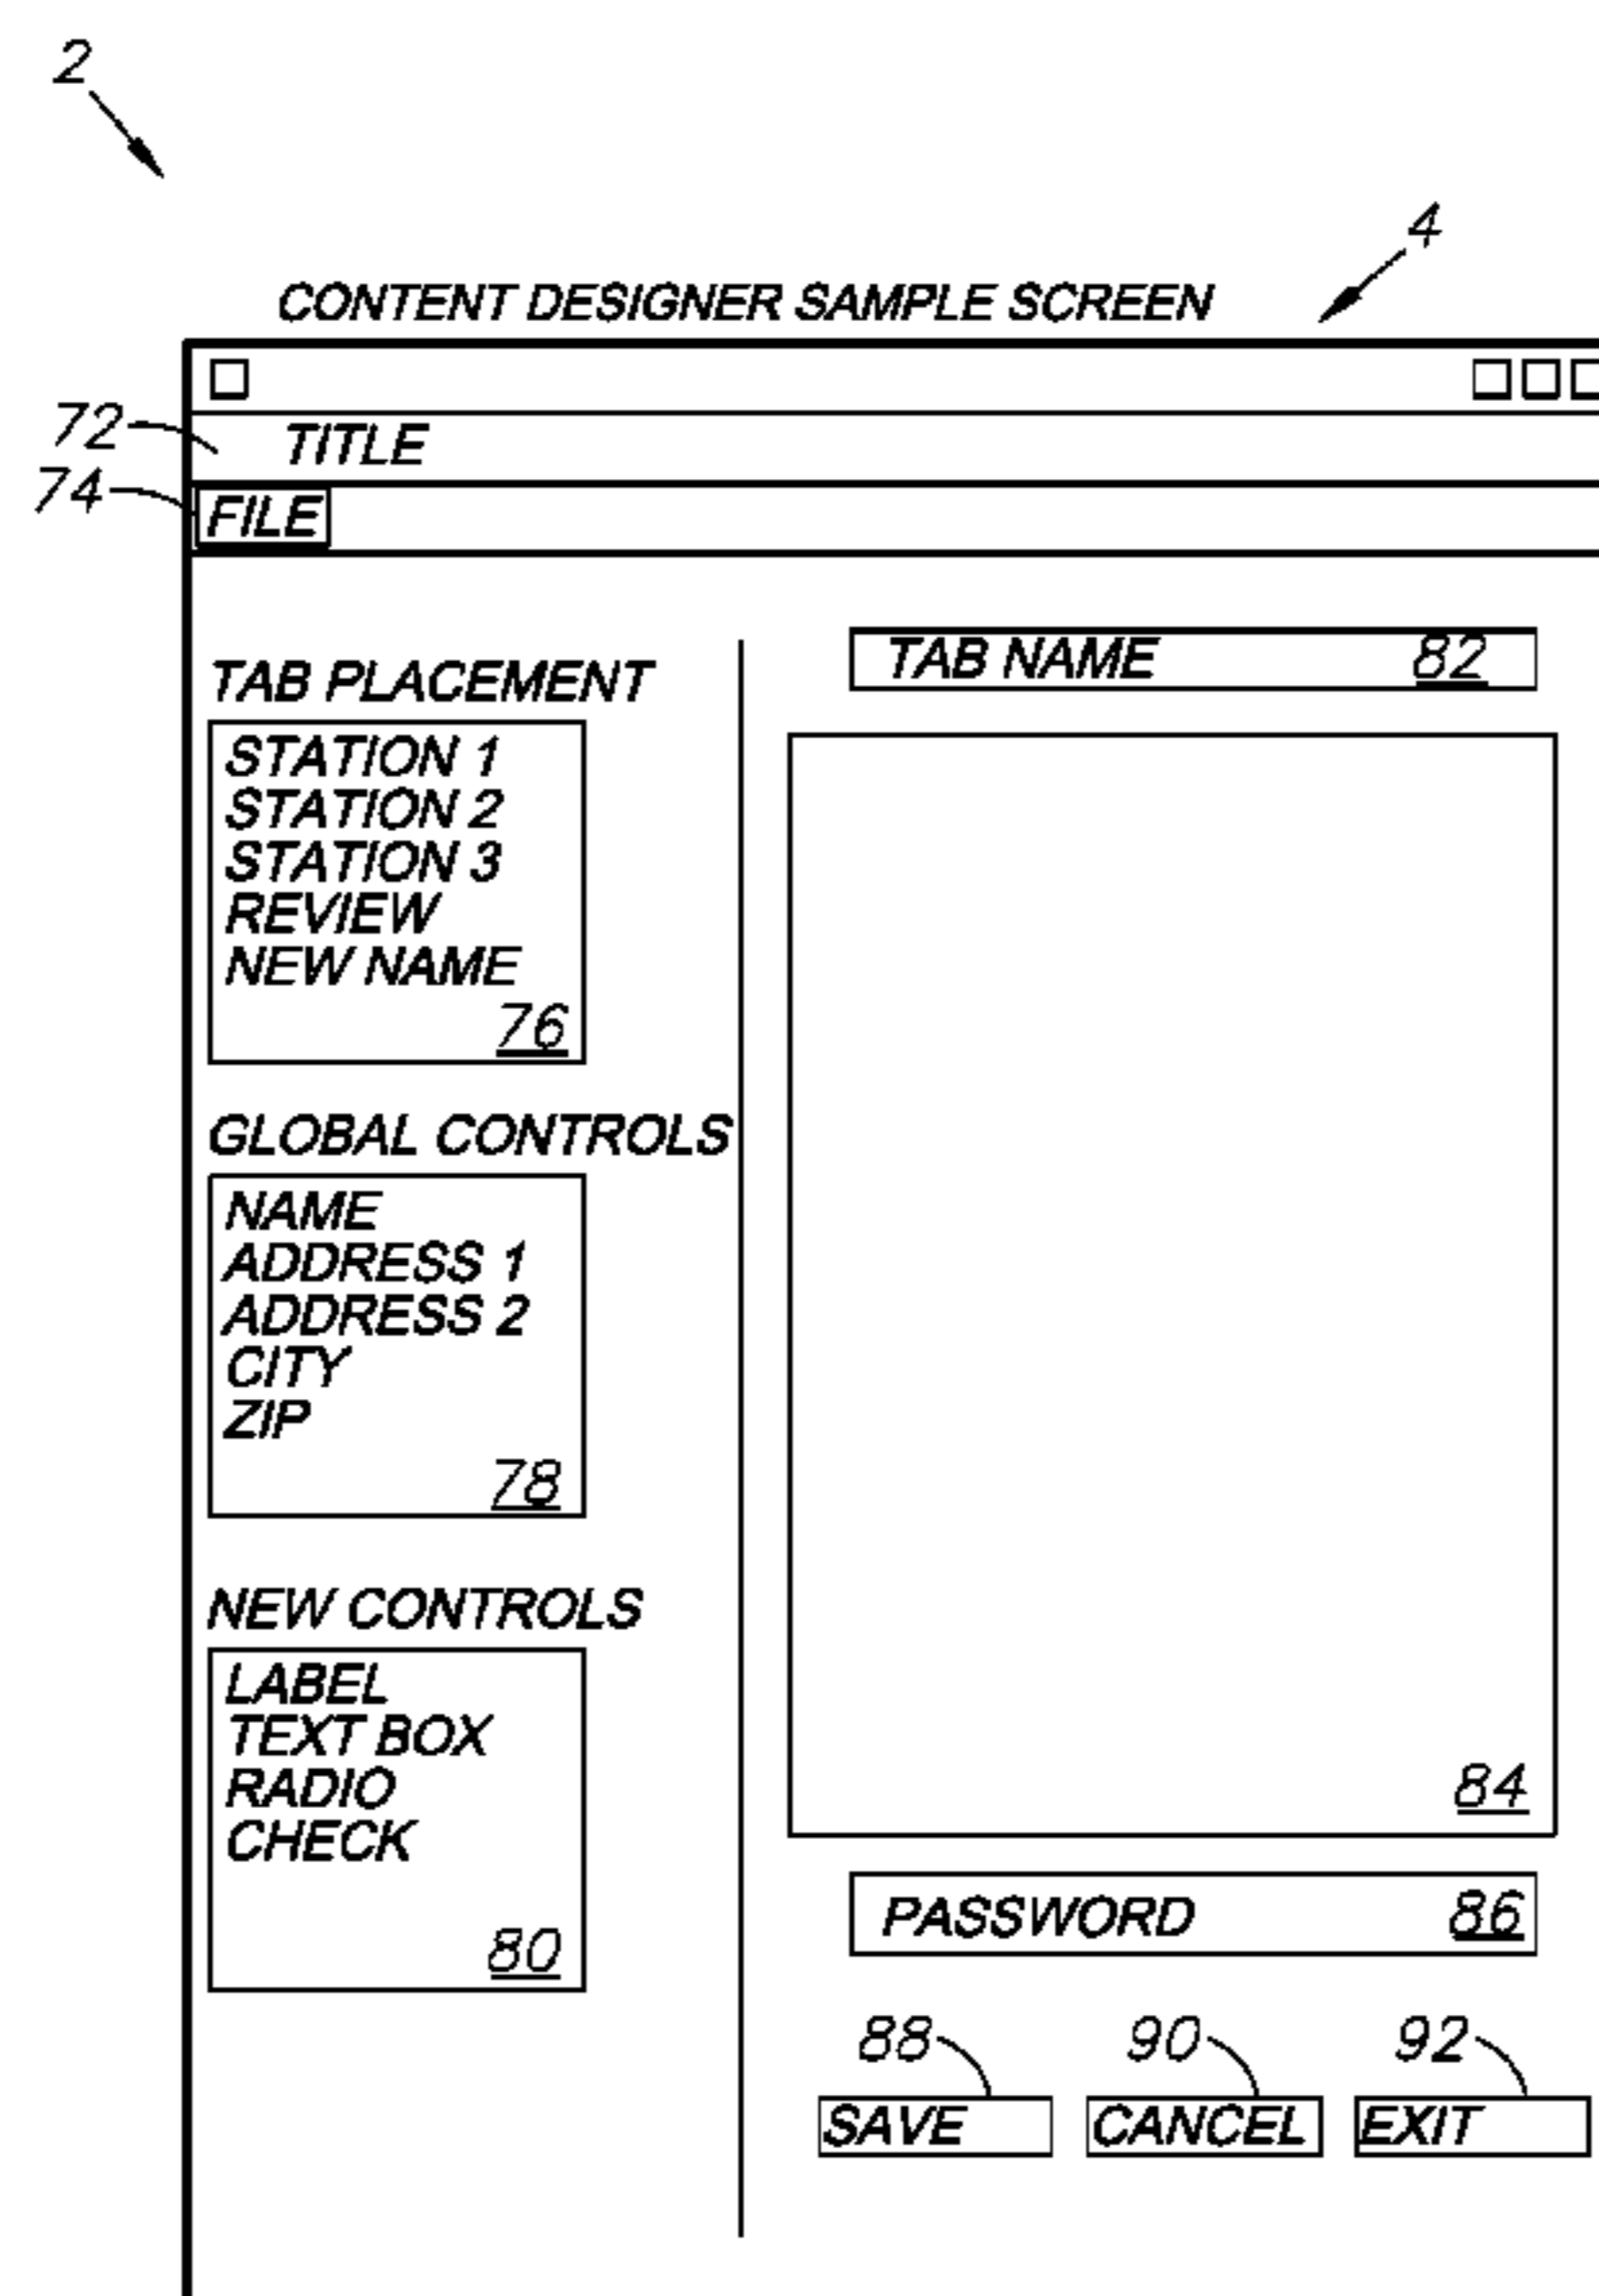 2
4
CONTENT DESIGNER SAMPLE SCREEN
72
TITLE
74
FILE
TAB PLACEMENT
STATION 1
STATION 2
STATION 3
REVIEW
NEW NAME
76
GLOBAL CONTROLS
NAME
ADDRESS 1
ADDRESS 2
CITY
ZIP
78
NEW CONTROLS
LABEL
TEXT BOX
RADIO
CHECK
80
TAB NAME 82
84
PASSWORD 86
88 90 92
SAVE CANCEL EXIT